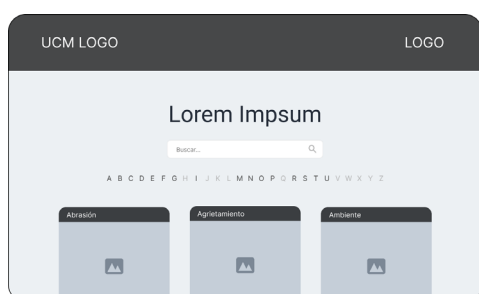 UCM LOGO
LOGO
Lorem Impsum
Buscar...
A B C D E F G H I J K L M N O P Q R S T U V W X Y Z
Abrasión
Agrietamiento
Ambiente